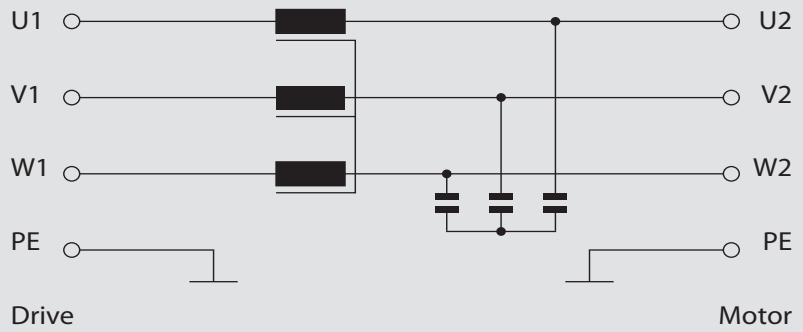 U1 U2
V1 V2
W1 W2
PE PE
Drive Motor